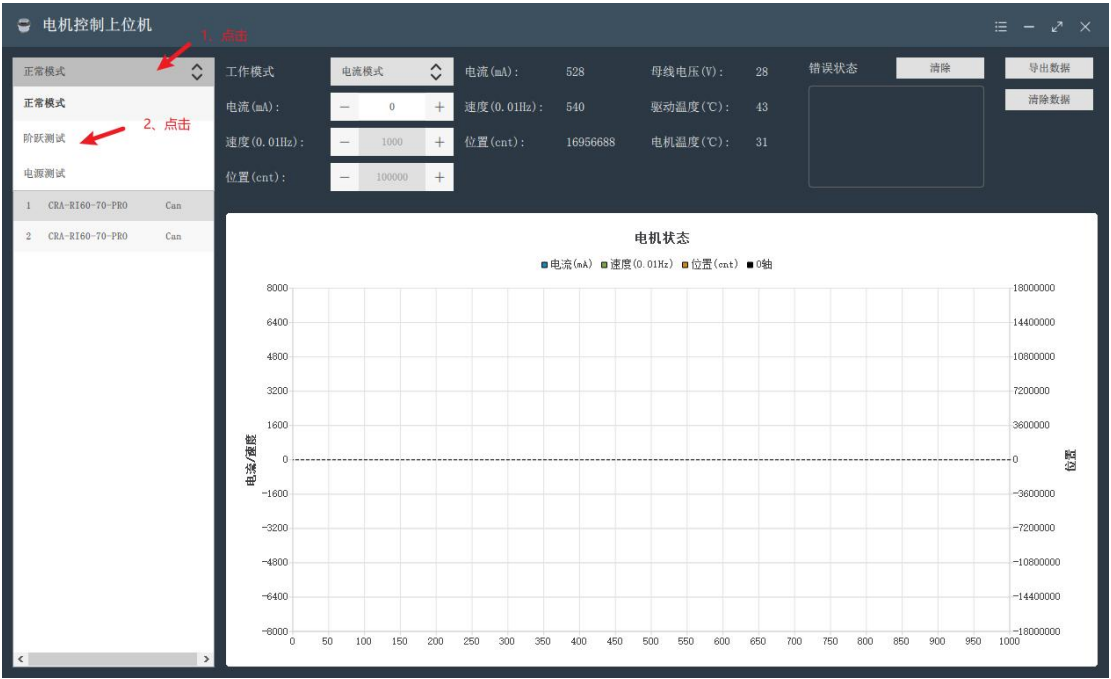 电机控制上位机
1、点击
正常模式
正常模式
2、点击
阶跃测试
电源测试
1 CRA-RI60-70-PRO Can
2 CRA-RI60-70-PRO Can
工作模式 电流模式 电流(mA): 528 母线电压(V): 28 错误状态 清除 导出数据
电流(mA): － 0 + 速度(0.01Hz): 540 驱动温度(℃): 43 清除数据
速度(0.01Hz): － 1000 + 位置(cnt): 16956688 电机温度(℃): 31
位置(cnt): － 100000 +
电机状态
电流(mA) 速度(0.01Hz) 位置(cnt) 0轴
电流/速度
8000
6400
4800
3200
1600
0
-1600
-3200
-4800
-6400
-8000
18000000
14400000
10800000
7200000
3600000
0
-3600000
-7200000
-10800000
-14400000
-18000000
位置
0 50 100 150 200 250 300 350 400 450 500 550 600 650 700 750 800 850 900 950 1000